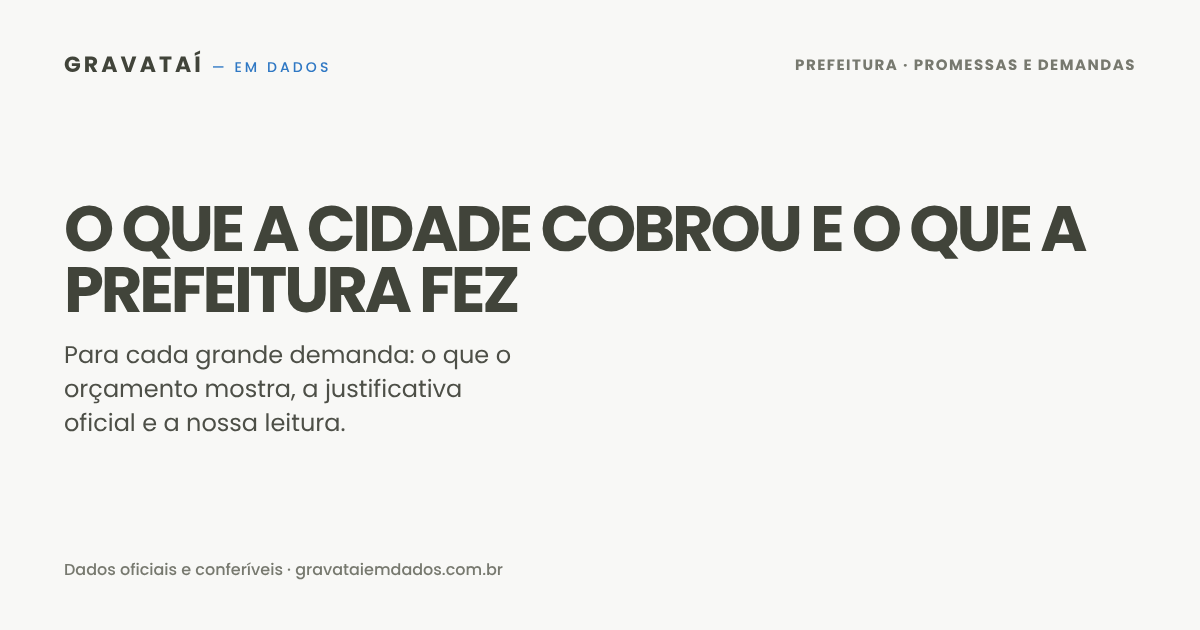 GRAVATAÍ — EM DADOS
PREFEITURA · PROMESSAS E DEMANDAS
O QUE A CIDADE COBROU E O QUE A
PREFEITURA FEZ
Para cada grande demanda: o que o
orçamento mostra, a justificativa
oficial e a nossa leitura.
Dados oficiais e conferíveis · gravataiemdados.com.br